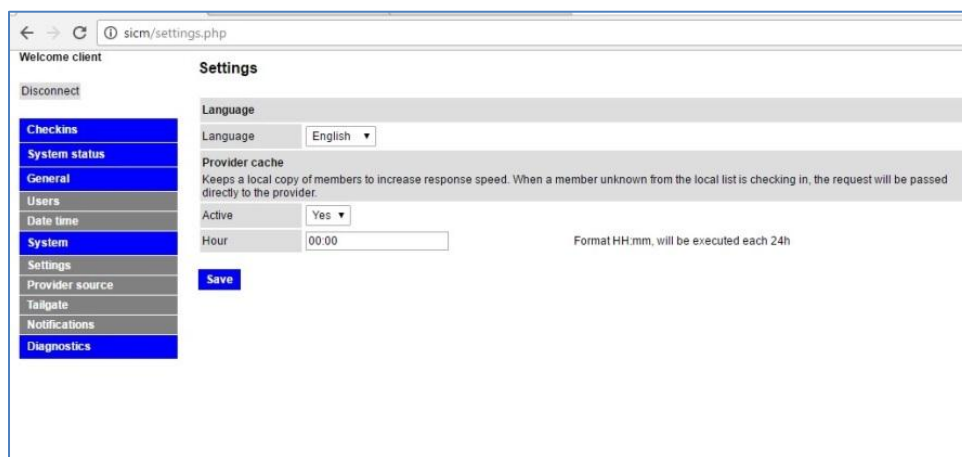 sicm/settings.php
Welcome client
Disconnect
Checkins
System status
General
Users
Date time
System
Settings
Provider source
Tailgate
Notifications
Diagnostics
Settings
Language
Language English
Provider cache
Keeps a local copy of members to increase response speed. When a member unknown from the local list is checking in, the request will be passed
directly to the provider.
Active Yes
Hour 00:00 Format HH:mm, will be executed each 24h
Save